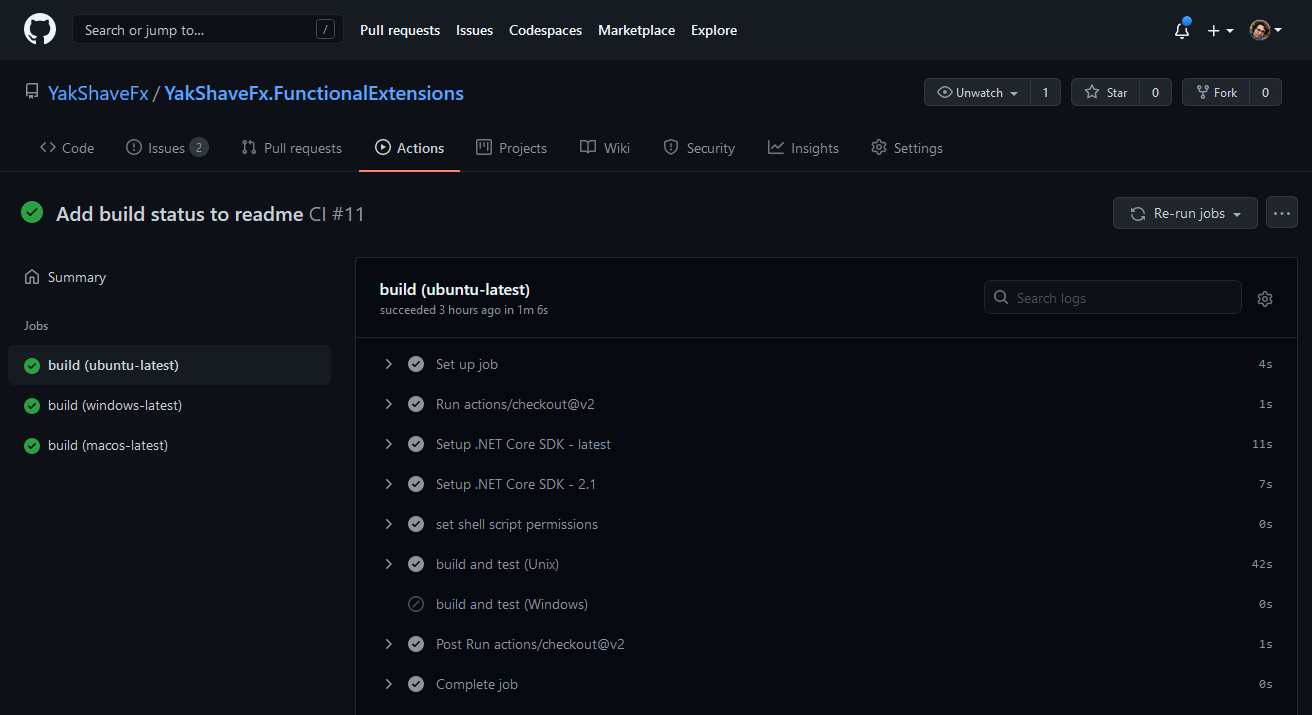 Search or jump to... /
Pull requests Issues Codespaces Marketplace Explore
YakShaveFx / YakShaveFx.FunctionalExtensions
Unwatch 1 Star 0 Fork 0
Code Issues 2 Pull requests Actions Projects Wiki Security Insights Settings
Add build status to readme CI #11
Re-run jobs ...
Summary
Jobs
build (ubuntu-latest)
build (windows-latest)
build (macos-latest)
build (ubuntu-latest)
succeeded 3 hours ago in 1m 6s
Search logs
Set up job 4s
Run actions/checkout@v2 1s
Setup .NET Core SDK - latest 11s
Setup .NET Core SDK - 2.1 7s
set shell script permissions 0s
build and test (Unix) 42s
build and test (Windows) 0s
Post Run actions/checkout@v2 1s
Complete job 0s